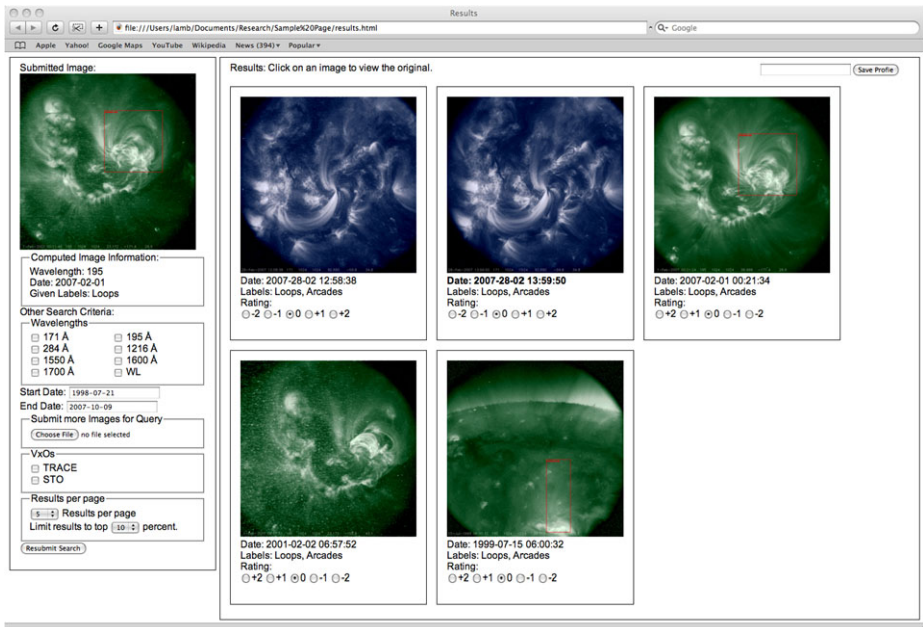 Results
file:///Users/lamb/Documents/Research/Sample%20Page/results.html
Google
Apple Yahoo! Google Maps YouTube Wikipedia News (394) Popular
Submitted Image:
Computed Image Information:
Wavelength: 195
Date: 2007-02-01
Given Labels: Loops
Other Search Criteria:
Wavelengths
171 Å 195 Å
284 Å 1216 Å
1550 Å 1600 Å
1700 Å WL
Start Date: 1998-07-21
End Date: 2007-10-09
Submit more Images for Query
Choose File no file selected
VxOs
TRACE
STO
Results per page
5 Results per page
Limit results to top 10 percent.
Resubmit Search
Results: Click on an image to view the original.
Save Profile
Date: 2007-28-02 12:58:38
Labels: Loops, Arcades
Rating:
-2 -1 0 +1 +2
Date: 2007-28-02 13:59:50
Labels: Loops, Arcades
Rating:
-2 -1 0 +1 +2
Date: 2007-02-01 00:21:34
Labels: Loops, Arcades
Rating:
+2 +1 0 -1 -2
Date: 2001-02-02 06:57:52
Labels: Loops, Arcades
Rating:
+2 +1 0 -1 -2
Date: 1999-07-15 06:00:32
Labels: Loops, Arcades
Rating:
+2 +1 0 -1 -2